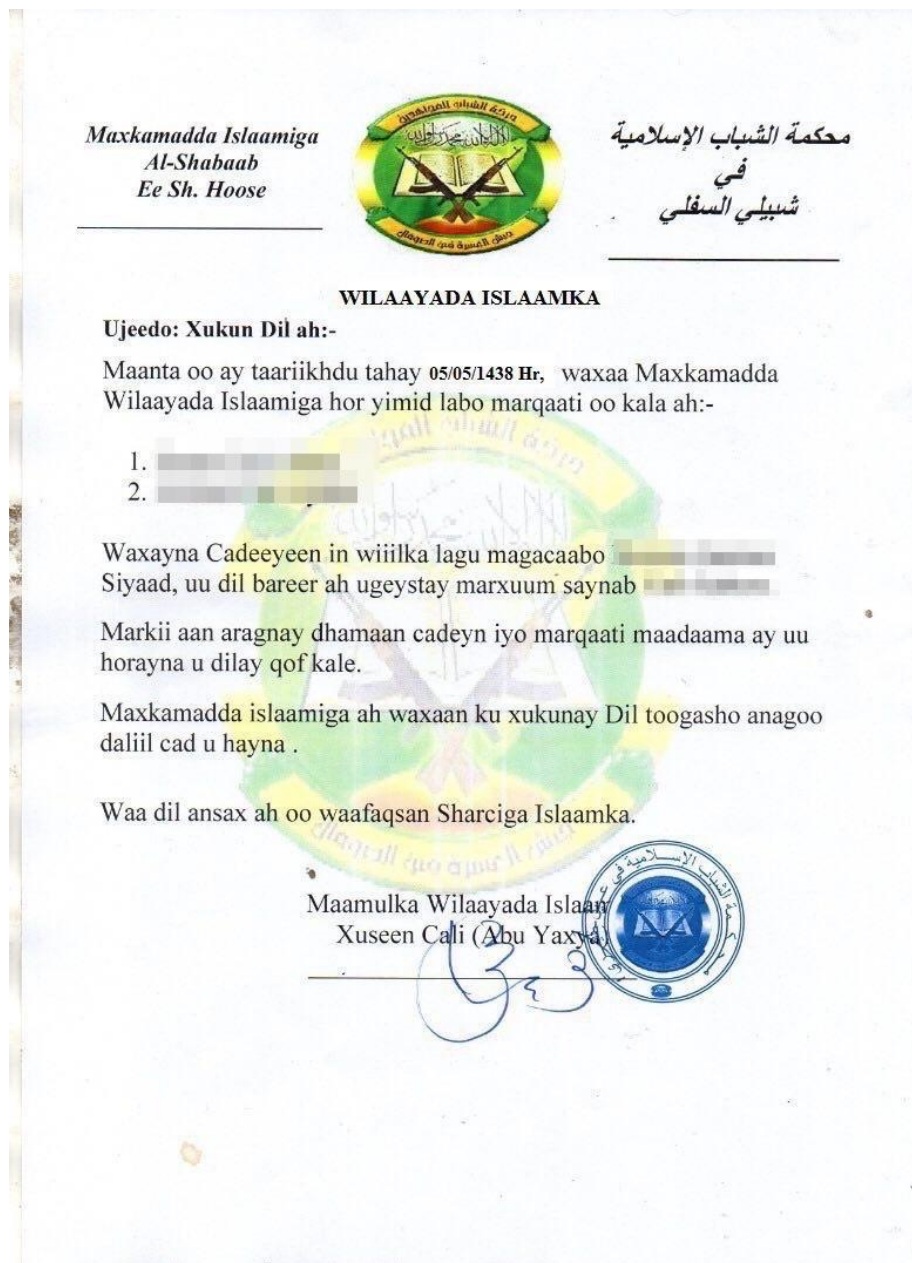 Maxkamadda Islaamiga
Al-Shabaab
Ee Sh. Hoose
محكمة الشباب الإسلامية
في
شبيلي السفلي
WILAAYADA ISLAAMKA
Ujeedo: Xukun Dil ah:-
Maanta oo ay taariikhdu tahay 05/05/1438 Hr, waxaa Maxkamadda
Wilaayada Islaamiga hor yimid labo marqaati oo kala ah:-
1.
2.
Waxayna Cadeeyeen in wiiilka lagu magacaabo
Siyaad, uu dil bareer ah ugeystay marxuum saynab
Markii aan aragnay dhamaan cadeyn iyo marqaati maadaama ay uu
horayna u dilay qof kale.
Maxkamadda islaamiga ah waxaan ku xukunay Dil toogasho anagoo
daliil cad u hayna .
Waa dil ansax ah oo waafaqsan Sharciga Islaamka.
Maamulka Wilaayada Islaam
Xuseen Cali (Abu Yaxya)